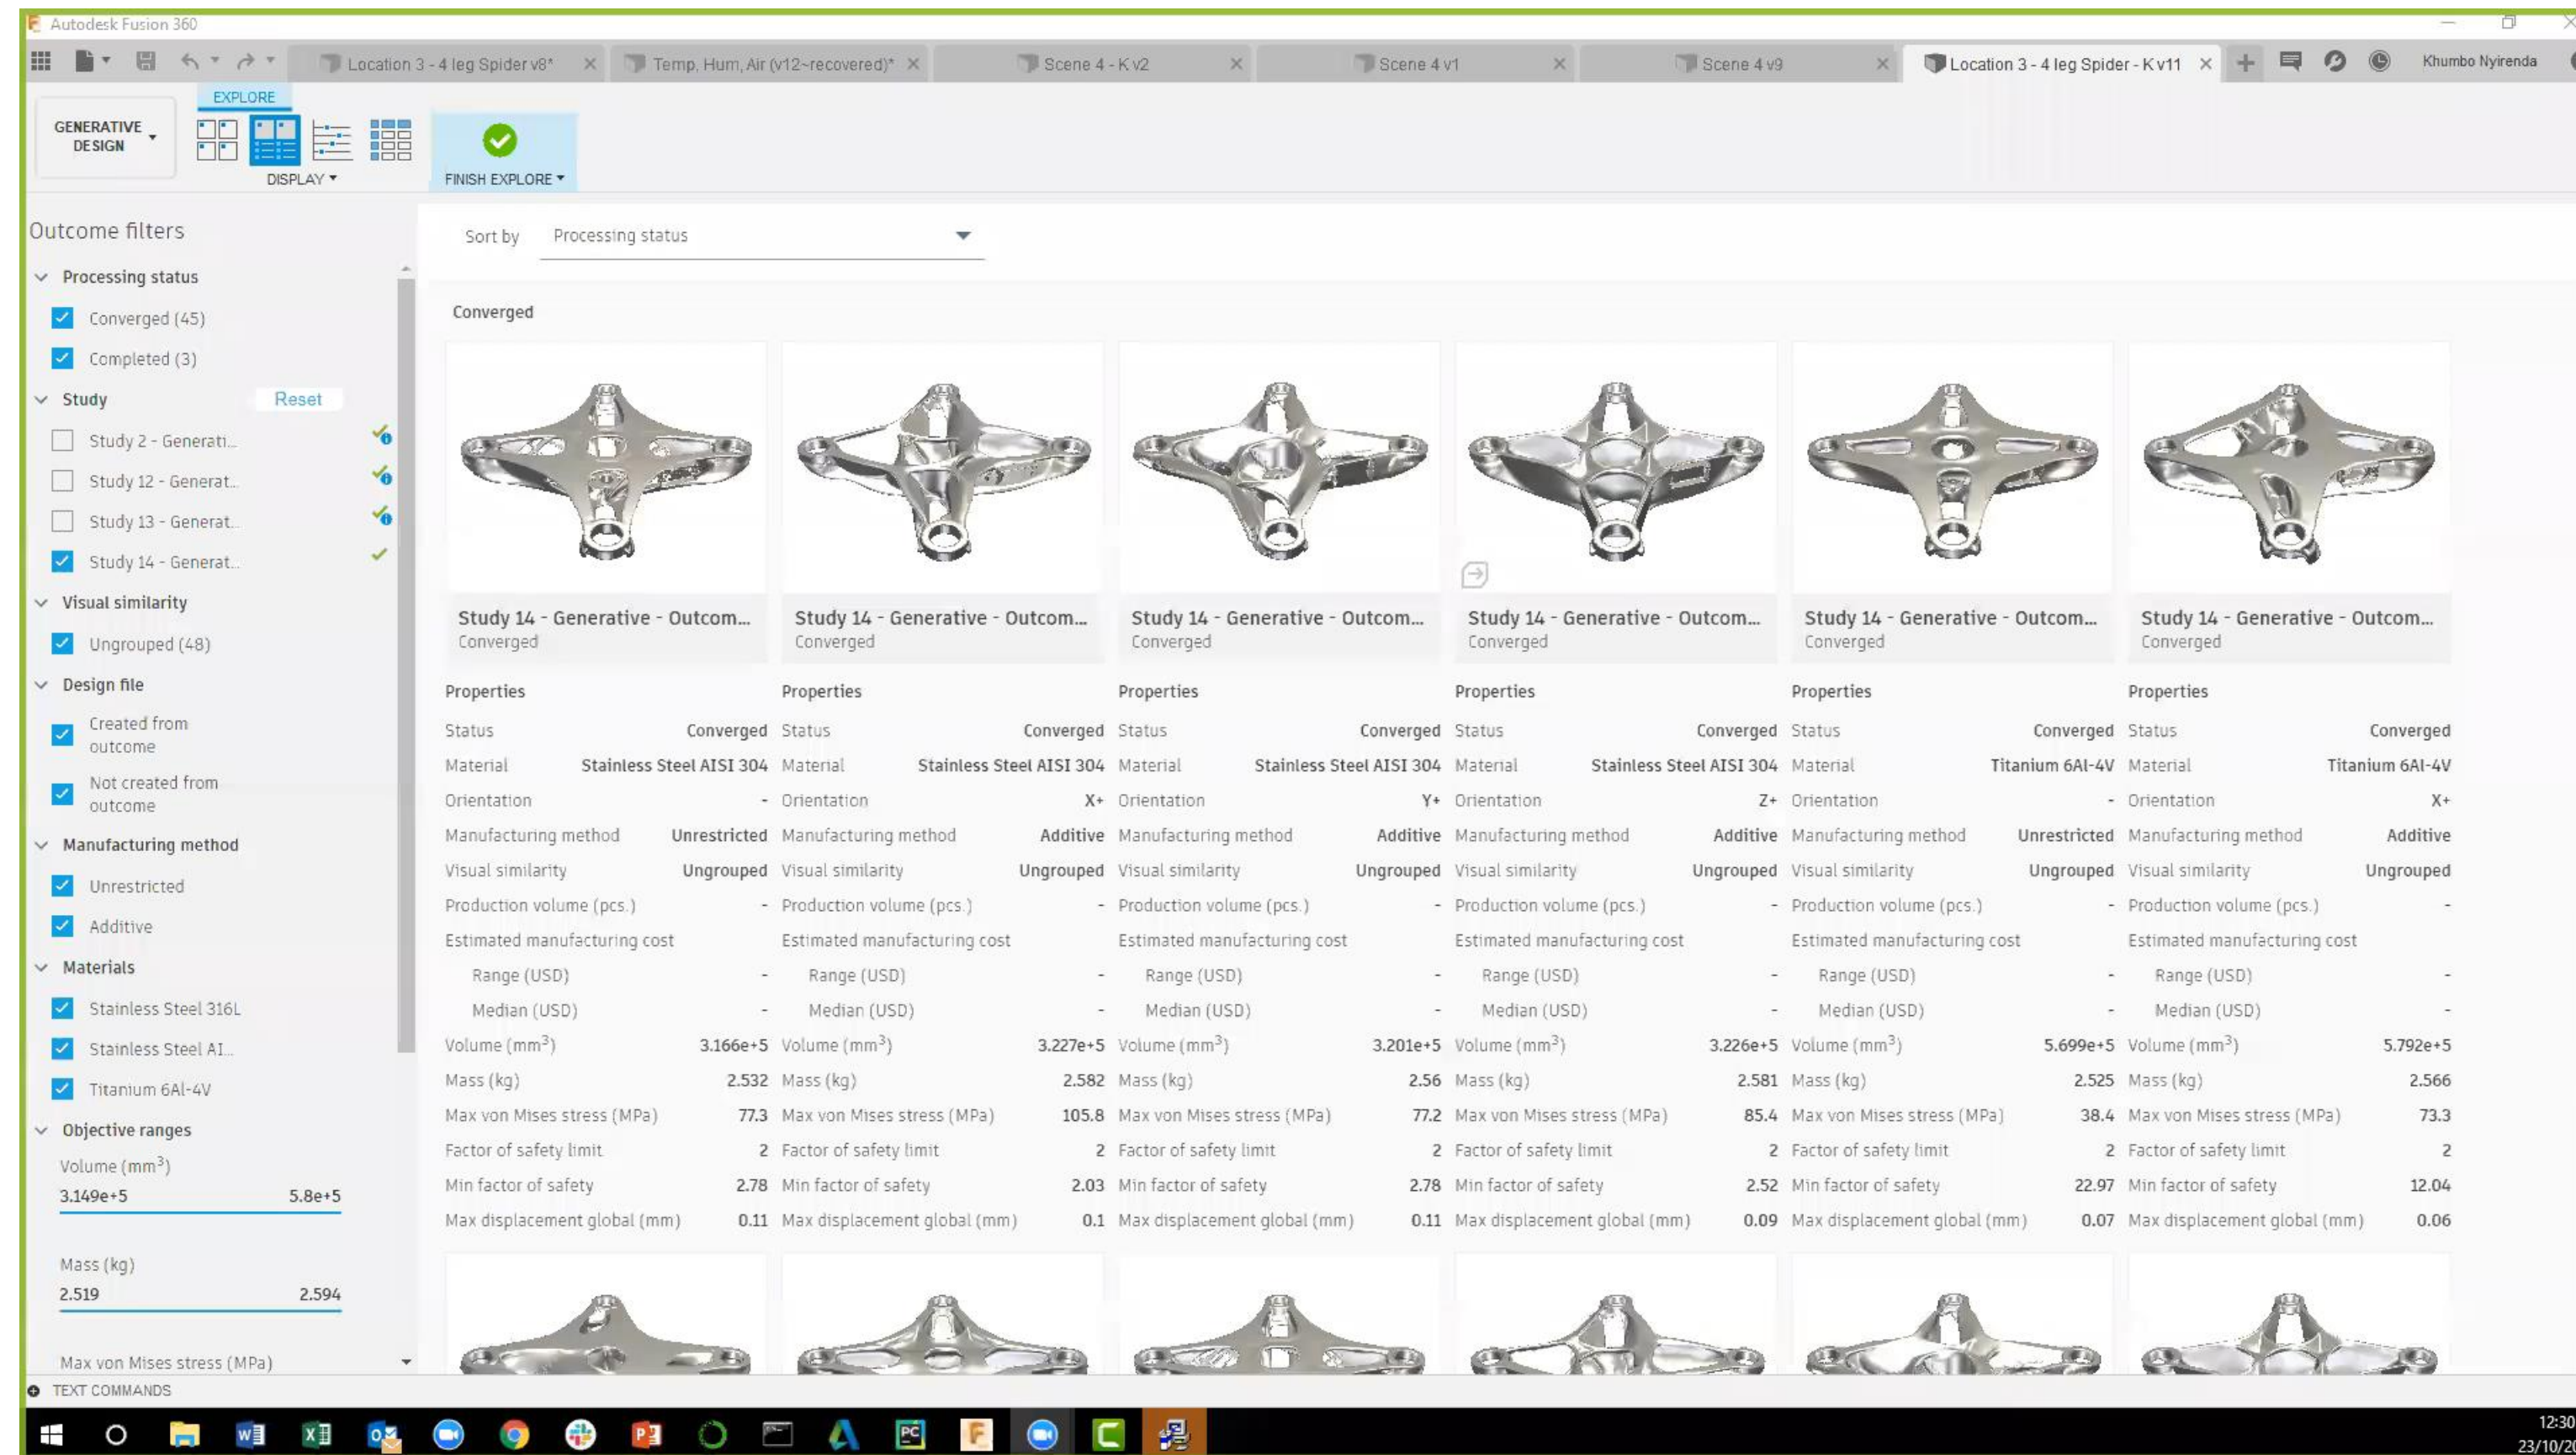 Autodesk Fusion 360
Location 3 - 4 leg Spider v8*
Temp, Hum, Air (v12~recovered)*
Scene 4 - K v2
Scene 4 v1
Scene 4 v9
Location 3 - 4 leg Spider - K v11
Khumbo Nyirenda
EXPLORE
GENERATIVE
DESIGN
DISPLAY
FINISH EXPLORE
Outcome filters
Processing status
Converged (45)
Completed (3)
Study Reset
Study 2 - Generati...
Study 12 - Generat...
Study 13 - Generat...
Study 14 - Generat...
Visual similarity
Ungrouped (48)
Design file
Created from
outcome
Not created from
outcome
Manufacturing method
Unrestricted
Additive
Materials
Stainless Steel 316L
Stainless Steel AI...
Titanium 6Al-4V
Objective ranges
Volume (mm³)
3.149e+5 5.8e+5
Mass (kg)
2.519 2.594
Max von Mises stress (MPa)
Sort by Processing status
Converged
Study 14 - Generative - Outcom... Study 14 - Generative - Outcom... Study 14 - Generative - Outcom... Study 14 - Generative - Outcom... Study 14 - Generative - Outcom... Study 14 - Generative - Outcom...
Converged Converged Converged Converged Converged Converged
Properties Properties Properties Properties Properties Properties
Status Converged Status Converged Status Converged Status Converged Status Converged Status Converged
Material Stainless Steel AISI 304 Material Stainless Steel AISI 304 Material Stainless Steel AISI 304 Material Stainless Steel AISI 304 Material Titanium 6Al-4V Material Titanium 6Al-4V
Orientation - Orientation X+ Orientation Y+ Orientation Z+ Orientation - Orientation X+
Manufacturing method Unrestricted Manufacturing method Additive Manufacturing method Additive Manufacturing method Additive Manufacturing method Unrestricted Manufacturing method Additive
Visual similarity Ungrouped Visual similarity Ungrouped Visual similarity Ungrouped Visual similarity Ungrouped Visual similarity Ungrouped Visual similarity Ungrouped
Production volume (pcs.) - Production volume (pcs.) - Production volume (pcs.) - Production volume (pcs.) - Production volume (pcs.) - Production volume (pcs.) -
Estimated manufacturing cost Estimated manufacturing cost Estimated manufacturing cost Estimated manufacturing cost Estimated manufacturing cost Estimated manufacturing cost
Range (USD) - Range (USD) - Range (USD) - Range (USD) - Range (USD) - Range (USD) -
Median (USD) - Median (USD) - Median (USD) - Median (USD) - Median (USD) - Median (USD) -
Volume (mm³) 3.166e+5 Volume (mm³) 3.227e+5 Volume (mm³) 3.201e+5 Volume (mm³) 3.226e+5 Volume (mm³) 5.699e+5 Volume (mm³) 5.792e+5
Mass (kg) 2.532 Mass (kg) 2.582 Mass (kg) 2.56 Mass (kg) 2.581 Mass (kg) 2.525 Mass (kg) 2.566
Max von Mises stress (MPa) 77.3 Max von Mises stress (MPa) 105.8 Max von Mises stress (MPa) 77.2 Max von Mises stress (MPa) 85.4 Max von Mises stress (MPa) 38.4 Max von Mises stress (MPa) 73.3
Factor of safety limit 2 Factor of safety limit 2 Factor of safety limit 2 Factor of safety limit 2 Factor of safety limit 2 Factor of safety limit 2
Min factor of safety 2.78 Min factor of safety 2.03 Min factor of safety 2.78 Min factor of safety 2.52 Min factor of safety 22.97 Min factor of safety 12.04
Max displacement global (mm) 0.11 Max displacement global (mm) 0.1 Max displacement global (mm) 0.11 Max displacement global (mm) 0.09 Max displacement global (mm) 0.07 Max displacement global (mm) 0.06
TEXT COMMANDS
12:30
23/10/20